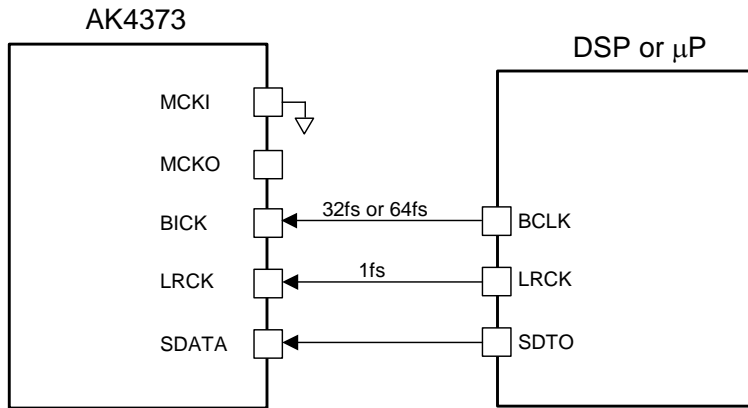 AK4373
DSP or μP
MCKI
MCKO
BICK
32fs or 64fs
BCLK
LRCK
1fs
LRCK
SDATA
SDTO